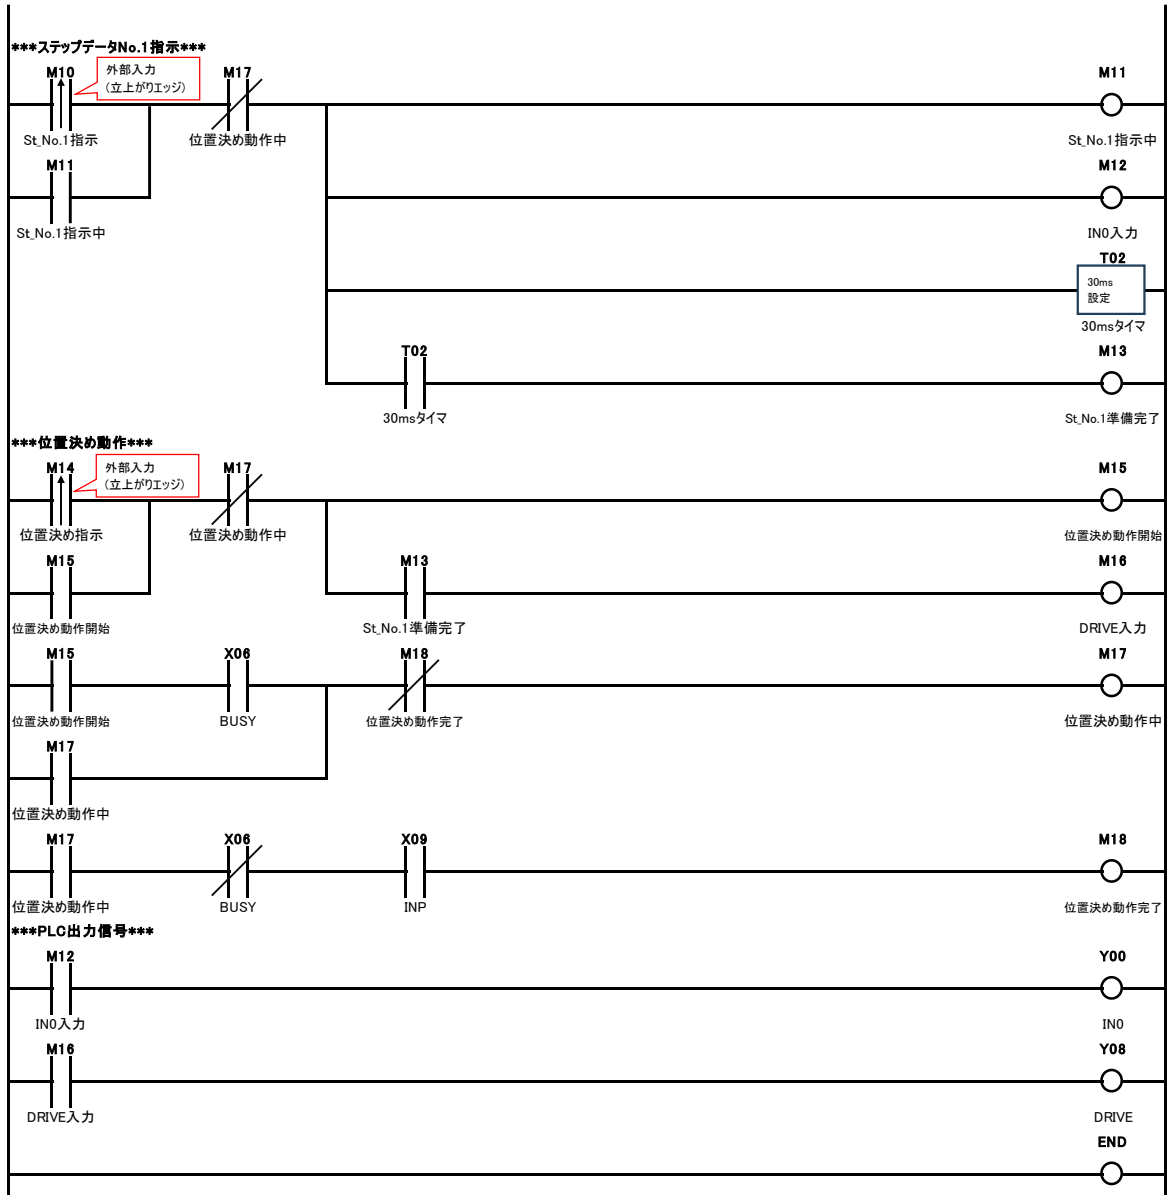 ***ステップデータNo.1指示***
M10
外部入力
(立上がりエッジ)
M17
M11
St_No.1指示
位置決め動作中
St_No.1指示中
M11
M12
St_No.1指示中
IN0入力
T02
30ms
設定
30msタイマ
T02
M13
30msタイマ
St_No.1準備完了
***位置決め動作***
M14
外部入力
(立上がりエッジ)
M17
M15
位置決め指示
位置決め動作中
位置決め動作開始
M15
M13
M16
位置決め動作開始
St_No.1準備完了
DRIVE入力
M15
X06
M18
M17
位置決め動作開始
BUSY
位置決め動作完了
位置決め動作中
M17
位置決め動作中
M17
X06
X09
M18
位置決め動作中
BUSY
INP
位置決め動作完了
***PLC出力信号***
M12
Y00
IN0入力
IN0
M16
Y08
DRIVE入力
DRIVE
END